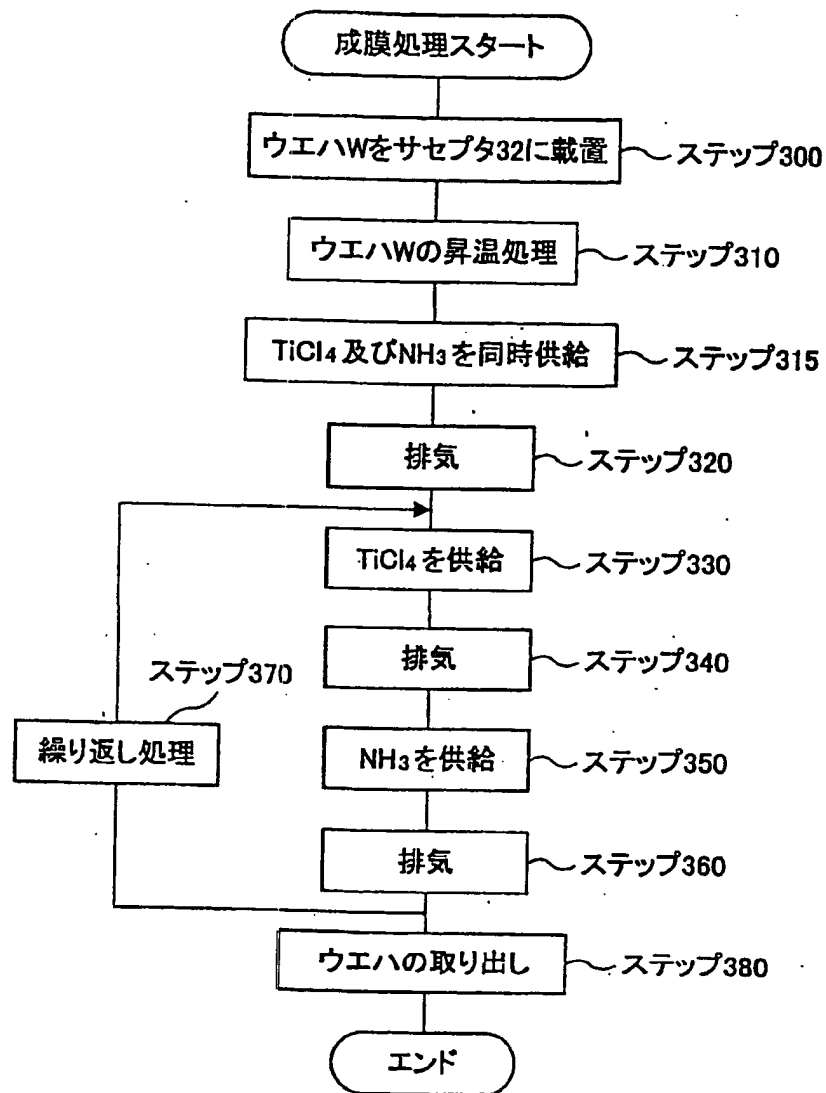 成膜処理スタート
ウエハWをサセプタ32に載置
ステップ300
ウエハWの昇温処理
ステップ310
TiCl₄及びNH₃を同時供給
ステップ315
排気
ステップ320
TiCl₄を供給
ステップ330
排気
ステップ340
ステップ370
繰り返し処理
NH₃を供給
ステップ350
排気
ステップ360
ウエハの取り出し
ステップ380
エンド